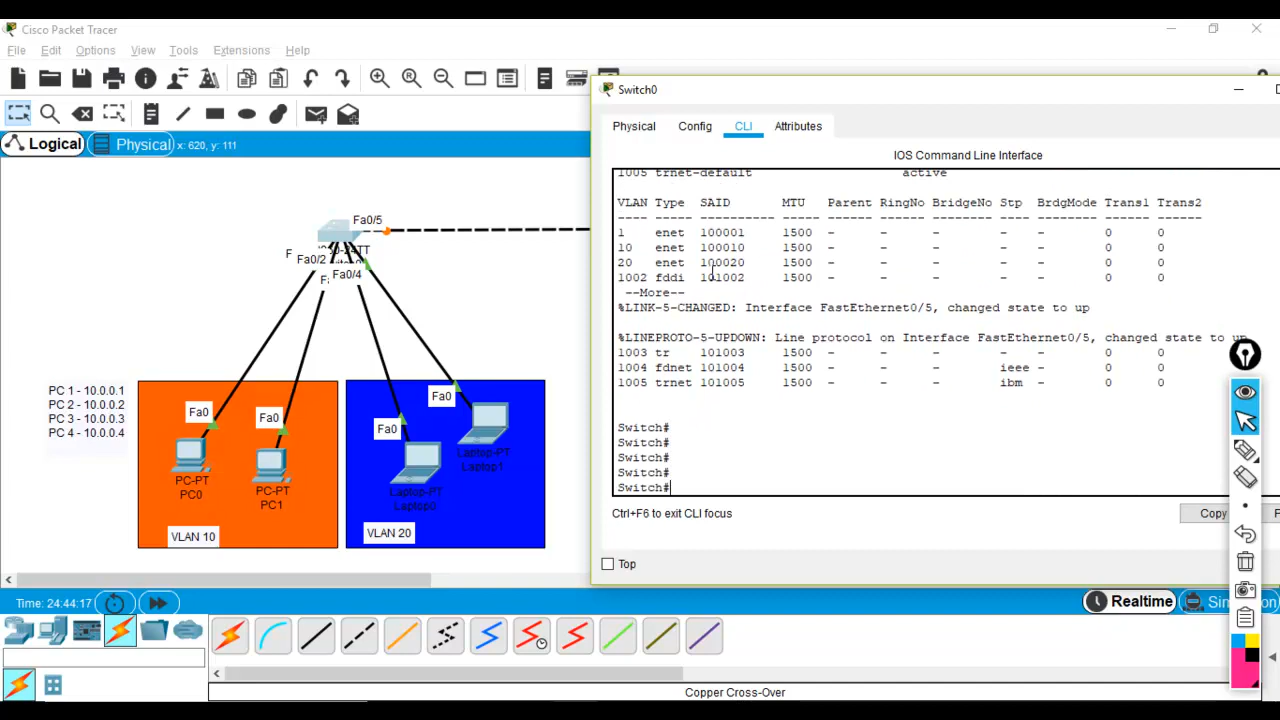 Cisco Packet Tracer
File Edit Options View Tools Extensions Help
Logical Physical x: 620, y: 111
Fa0/5
Fa0/2
Fa0/4
PC 1 - 10.0.0.1
PC 2 - 10.0.0.2
PC 3 - 10.0.0.3
PC 4 - 10.0.0.4
Fa0
Fa0
Fa0
Fa0
PC-PT
PC0
PC-PT
PC1
Laptop-PT
Laptop0
Laptop-PT
Laptop1
VLAN 10
VLAN 20
Switch0
Physical Config CLI Attributes
IOS Command Line Interface
1005 trnet-default active
VLAN Type SAID MTU Parent RingNo BridgeNo Stp BrdgMode Trans1 Trans2
---- ----- ---------- ----- ------ ------ -------- ---- -------- ------ ------
1 enet 100001 1500 - - - - - 0 0
10 enet 100010 1500 - - - - - 0 0
20 enet 100020 1500 - - - - - 0 0
1002 fddi 101002 1500 - - - - - 0 0
--More--
%LINK-5-CHANGED: Interface FastEthernet0/5, changed state to up
%LINEPROTO-5-UPDOWN: Line protocol on Interface FastEthernet0/5, changed state to up
1003 tr 101003 1500 - - - - - 0 0
1004 fdnet 101004 1500 - - - ieee - 0 0
1005 trnet 101005 1500 - - - ibm - 0 0
Switch#
Switch#
Switch#
Switch#
Switch#
Ctrl+F6 to exit CLI focus
Copy
Top
Time: 24:44:17
Realtime
Copper Cross-Over